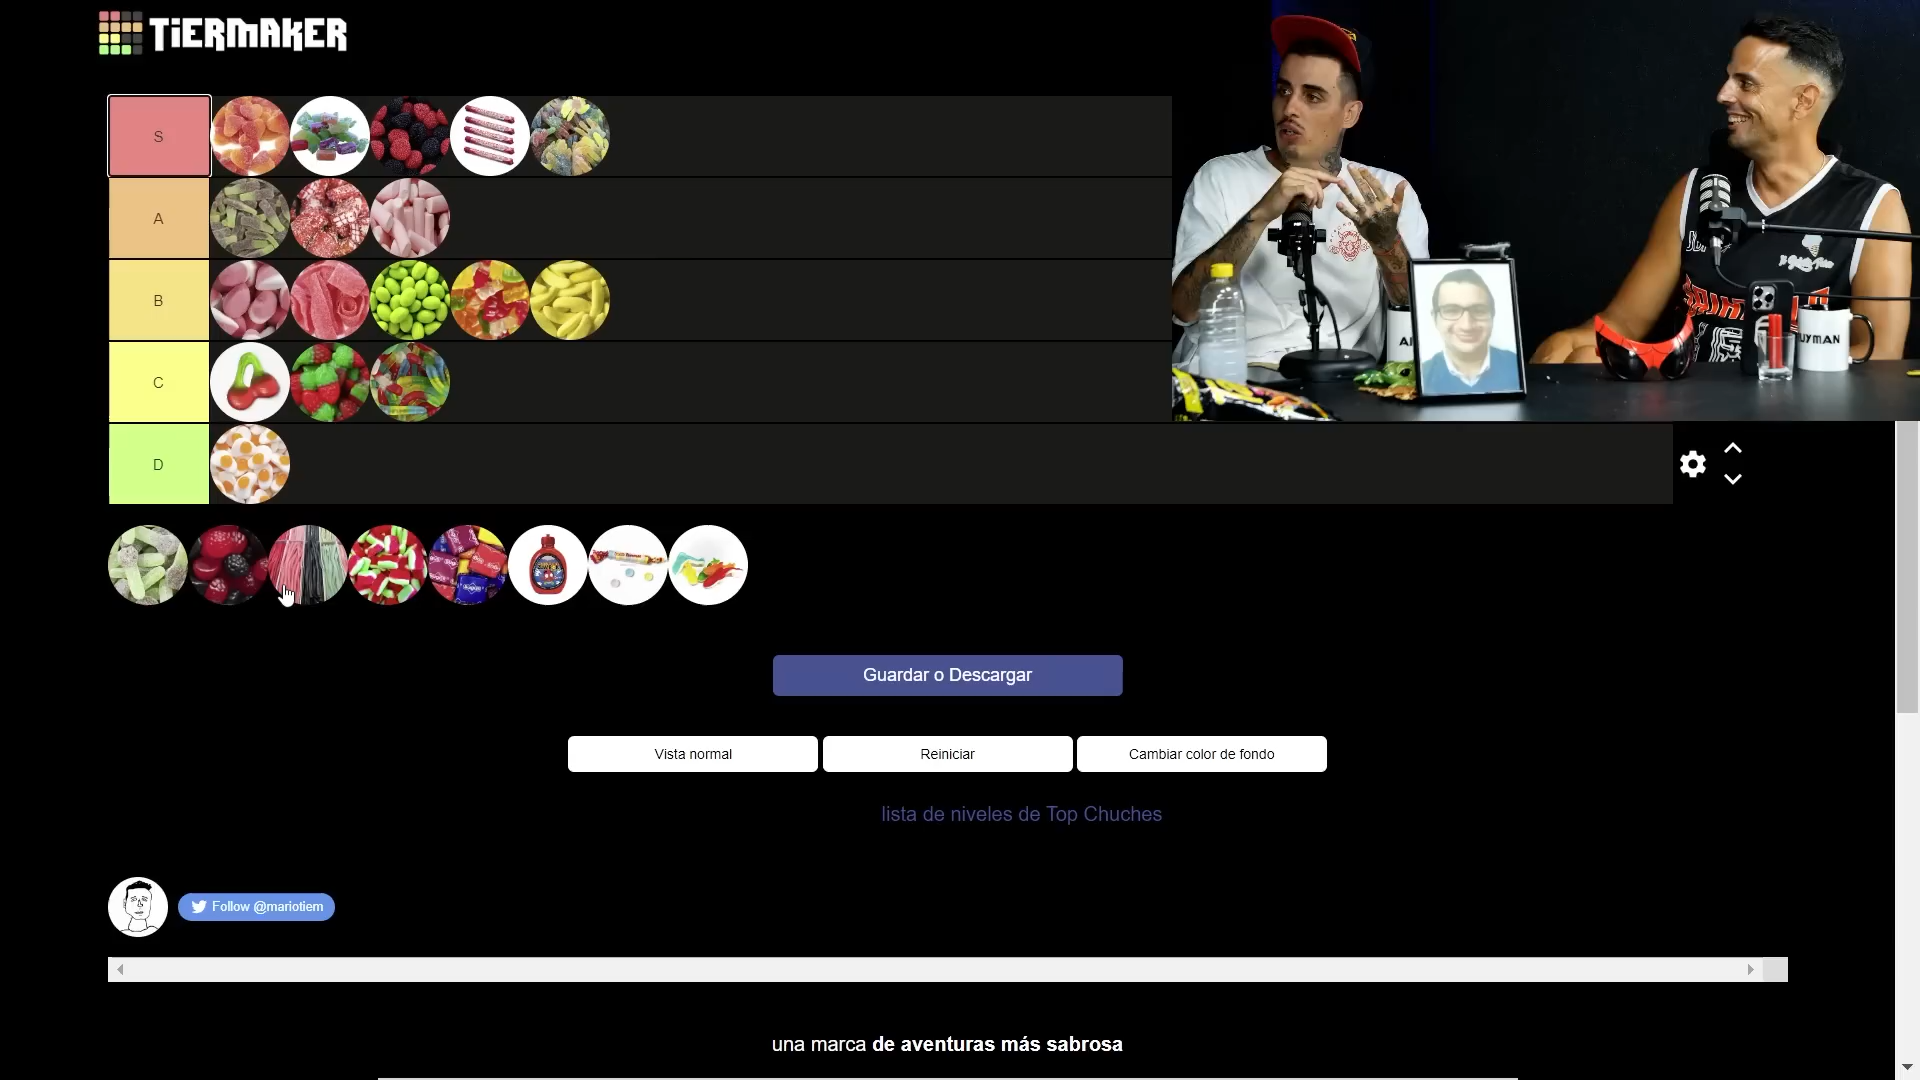 TiERMAKER
S
A
B
C
D
UYMAN
Guardar o Descargar
Vista normal
Reiniciar
Cambiar color de fondo
lista de niveles de Top Chuches
Follow @mariotiem
una marca de aventuras más sabrosa